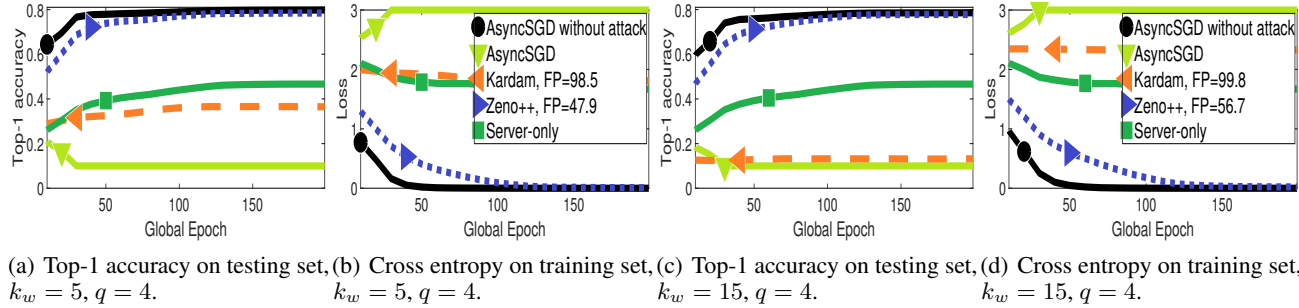 0.8
0.6
0.4
0.2
0
Top-1 accuracy
50
100
150
Global Epoch
3
2
1
0
Loss
50
100
150
Global Epoch
AsyncSGD without attack
AsyncSGD
Kardam, FP=98.5
Zeno++, FP=47.9
Server-only
0.8
0.6
0.4
0.2
0
Top-1 accuracy
50
100
150
Global Epoch
3
2
1
0
Loss
50
100
150
Global Epoch
AsyncSGD without attack
AsyncSGD
Kardam, FP=99.8
Zeno++, FP=56.7
Server-only
(a) Top-1 accuracy on testing set,
k_w = 5, q = 4.
(b) Cross entropy on training set,
k_w = 5, q = 4.
(c) Top-1 accuracy on testing set,
k_w = 15, q = 4.
(d) Cross entropy on training set,
k_w = 15, q = 4.